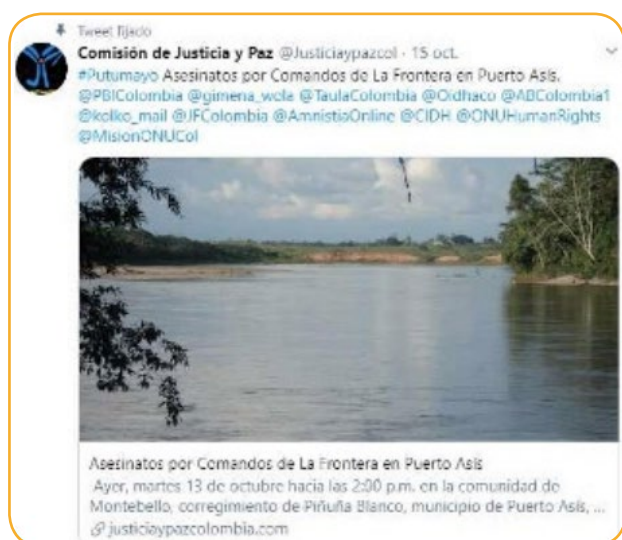 Tweet fijado
Comisión de Justicia y Paz @Justiciaypazcol · 15 oct.
#Putumayo Asesinatos por Comandos de La Frontera en Puerto Asís.
@PBIColombia @gimena_wola @TaulaColombia @Oidhaco @ABColombia1
@kolko_mail @JFColombia @AmnistiaOnline @CIDH @ONUHumanRights
@MisionONUCol
Asesinatos por Comandos de La Frontera en Puerto Asís
Ayer, martes 13 de octubre hacia las 2:00 p.m. en la comunidad de
Montebello, corregimiento de Piñuña Blanco, municipio de Puerto Asís, ...
justiciaypazcolombia.com